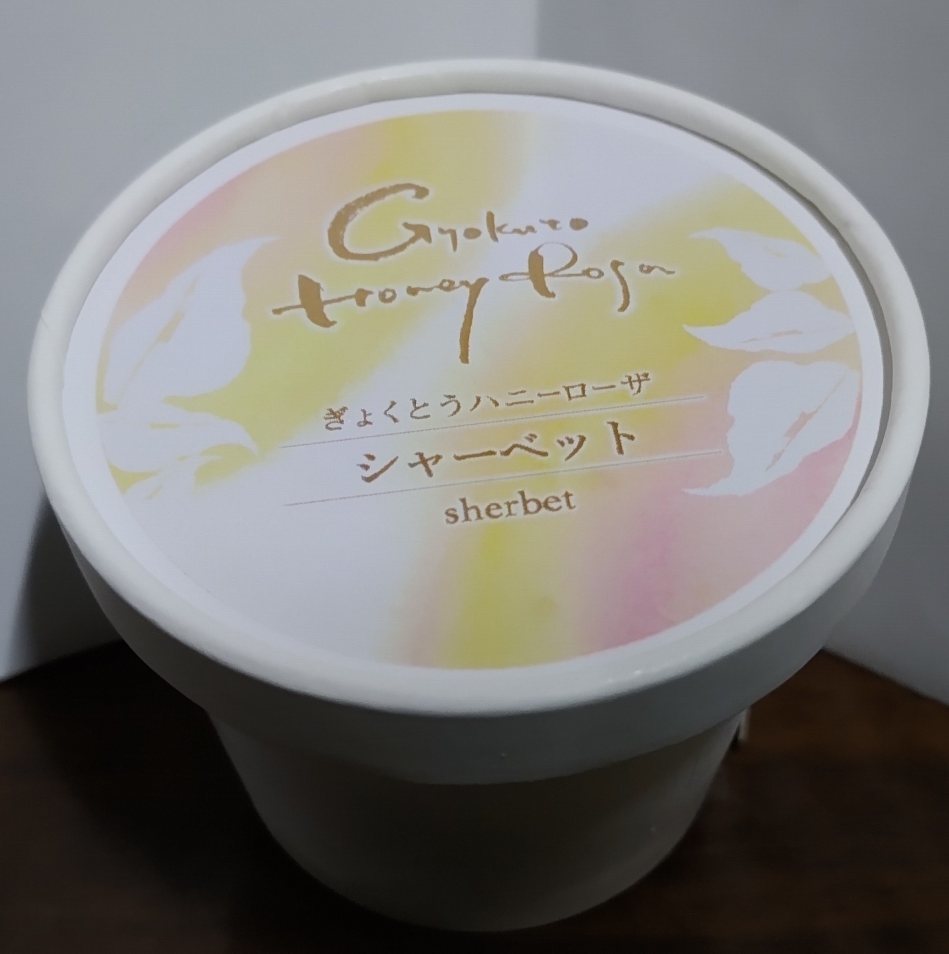 Gyokuto
Honey Rosa
ぎょくとうハニーローザ
シャーベット
sherbet